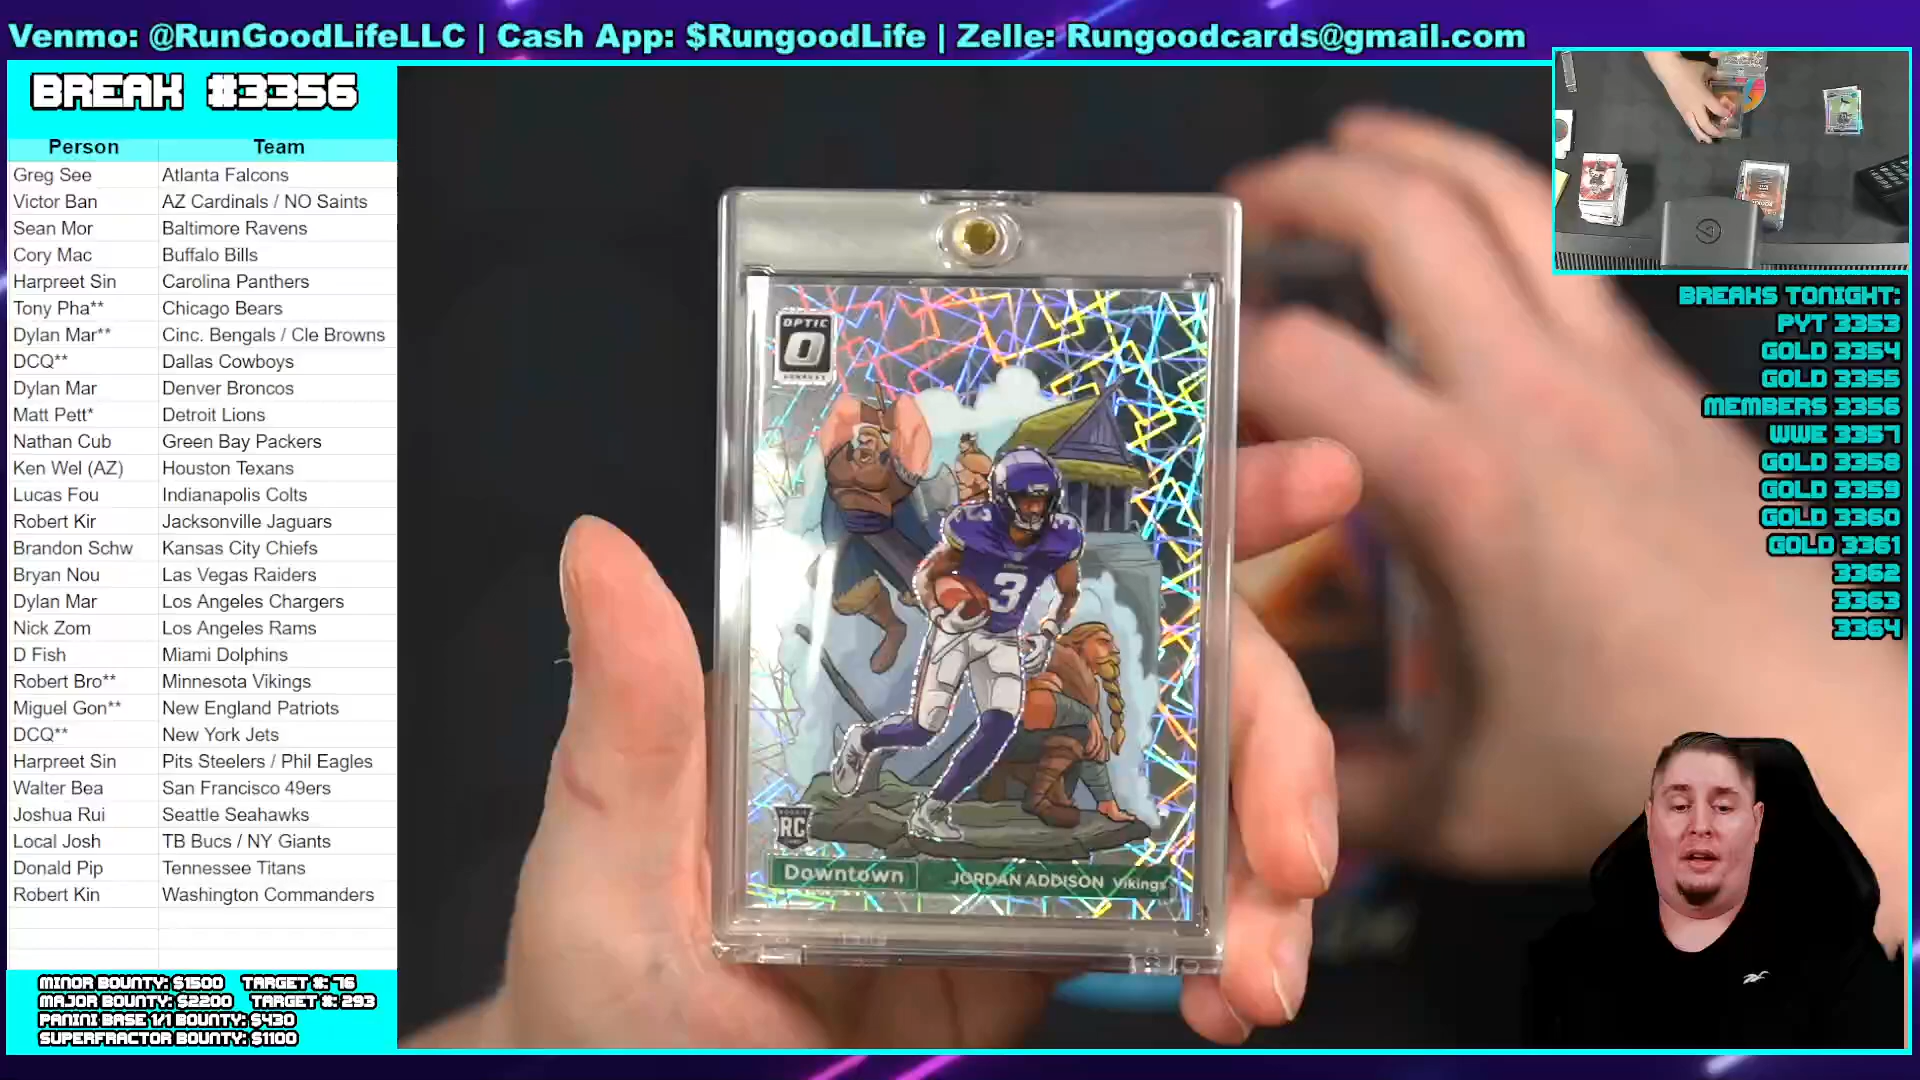 Venmo: @RunGoodLifeLLC | Cash App: $RungoodLife | Zelle: Rungoodcards@gmail.com
BREAK #3356
Person Team
Greg See Atlanta Falcons
Victor Ban AZ Cardinals / NO Saints
Sean Mor Baltimore Ravens
Cory Mac Buffalo Bills
Harpreet Sin Carolina Panthers
Tony Pha** Chicago Bears
Dylan Mar** Cinc. Bengals / Cle Browns
DCQ** Dallas Cowboys
Dylan Mar Denver Broncos
Matt Pett* Detroit Lions
Nathan Cub Green Bay Packers
Ken Wel (AZ) Houston Texans
Lucas Fou Indianapolis Colts
Robert Kir Jacksonville Jaguars
Brandon Schw Kansas City Chiefs
Bryan Nou Las Vegas Raiders
Dylan Mar Los Angeles Chargers
Nick Zom Los Angeles Rams
D Fish Miami Dolphins
Robert Bro** Minnesota Vikings
Miguel Gon** New England Patriots
DCQ** New York Jets
Harpreet Sin Pits Steelers / Phil Eagles
Walter Bea San Francisco 49ers
Joshua Rui Seattle Seahawks
Local Josh TB Bucs / NY Giants
Donald Pip Tennessee Titans
Robert Kin Washington Commanders
MINOR BOUNTY: $1500 TARGET #: 76
MAJOR BOUNTY: $2200 TARGET #: 293
PANINI BASE 1/1 BOUNTY: $430
SUPERFRACTOR BOUNTY: $1100
OPTIC
O
DONRUSS
3
3
3
ROOKIE
RC
Downtown
JORDAN ADDISON Vikings
BREAKS TONIGHT:
PYT 3353
GOLD 3354
GOLD 3355
MEMBERS 3356
WWE 3357
GOLD 3358
GOLD 3359
GOLD 3360
GOLD 3361
3362
3363
3364